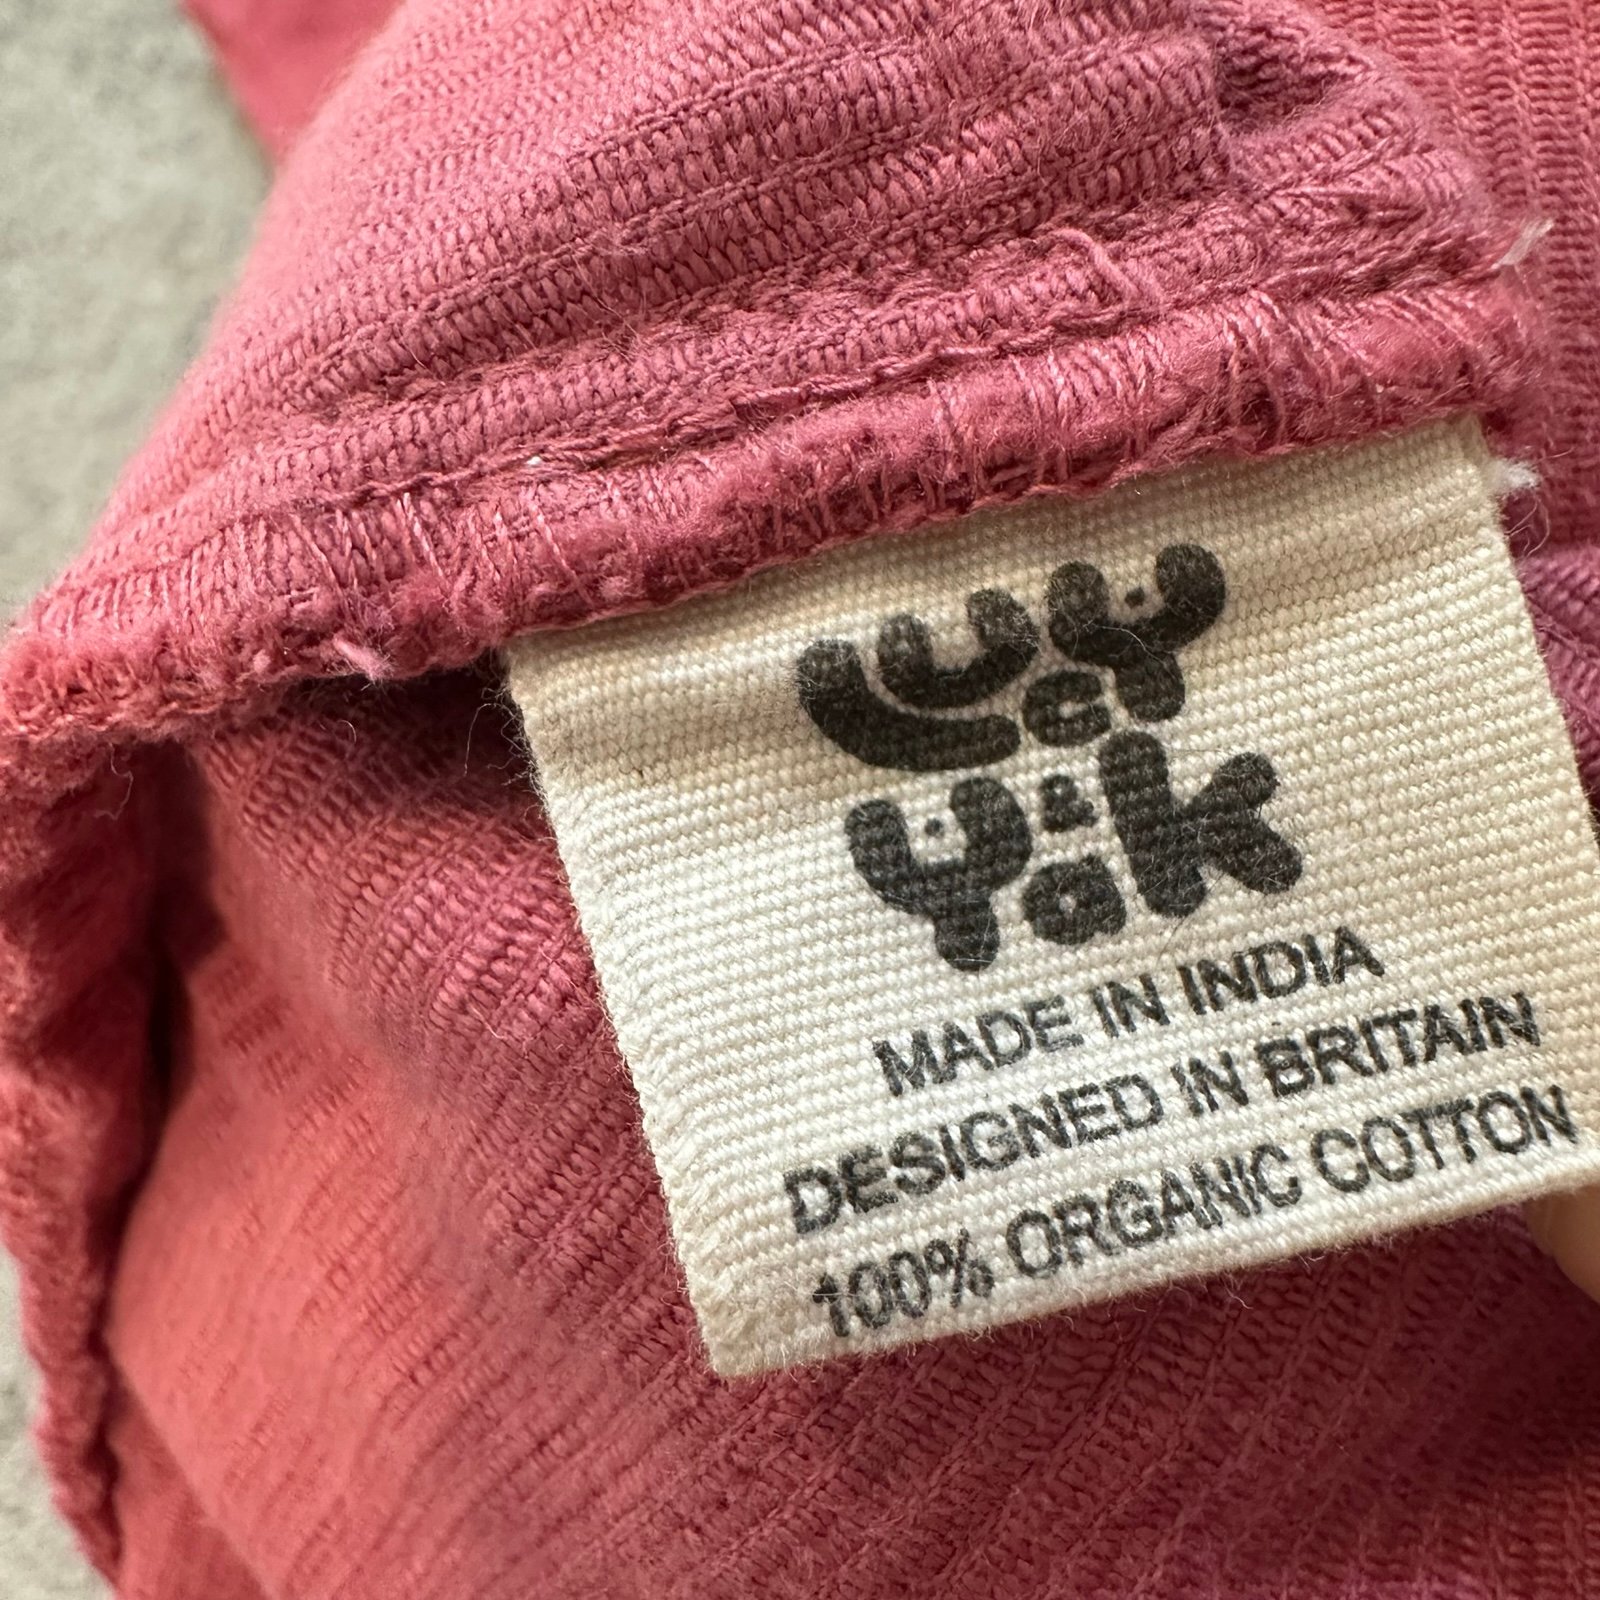 Lucy
& Yak
MADE IN INDIA
DESIGNED IN BRITAIN
100% ORGANIC COTTON